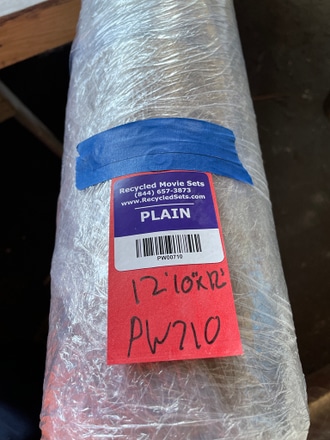 Recycled Movie Sets
(844) 657-3873
www.RecycledSets.com
PLAIN
PW00710
12'10"x12'
PW710